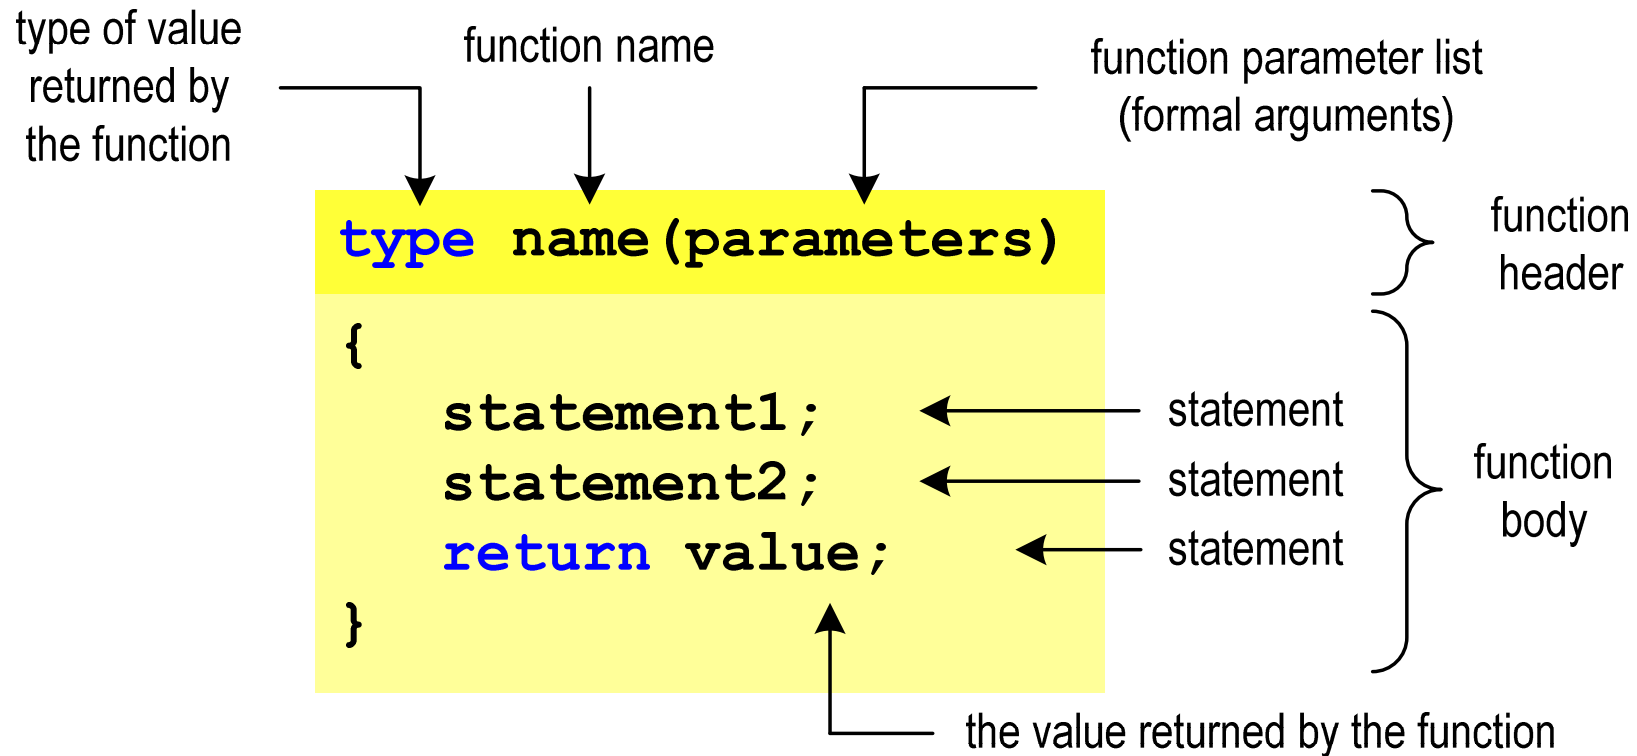 type of value
returned by
the function
function name
function parameter list
(formal arguments)
type name(parameters)
function
header
{
statement1;
statement
statement2;
statement
return value;
statement
function
body
}
the value returned by the function